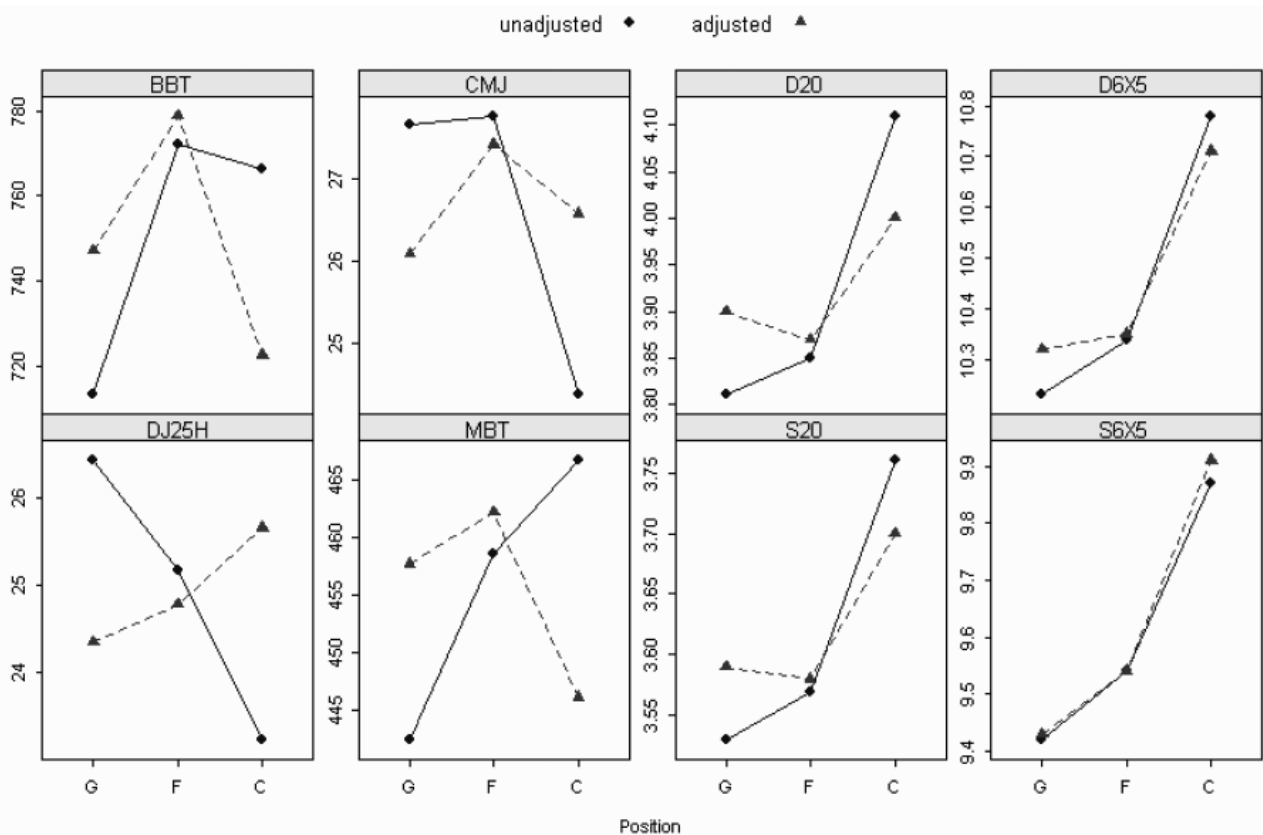 unadjusted adjusted
BBT CMJ D20 D6X5
780 760 740 720
27 26 25
4.10 4.05 4.00 3.95 3.90 3.85 3.80
10.8 10.7 10.6 10.5 10.4 10.3
DJ25H MBT S20 S6X5
26 25 24
465 460 455 450 445
3.75 3.70 3.65 3.60 3.55
9.9 9.8 9.7 9.6 9.5 9.4
G F C G F C G F C G F C
Position